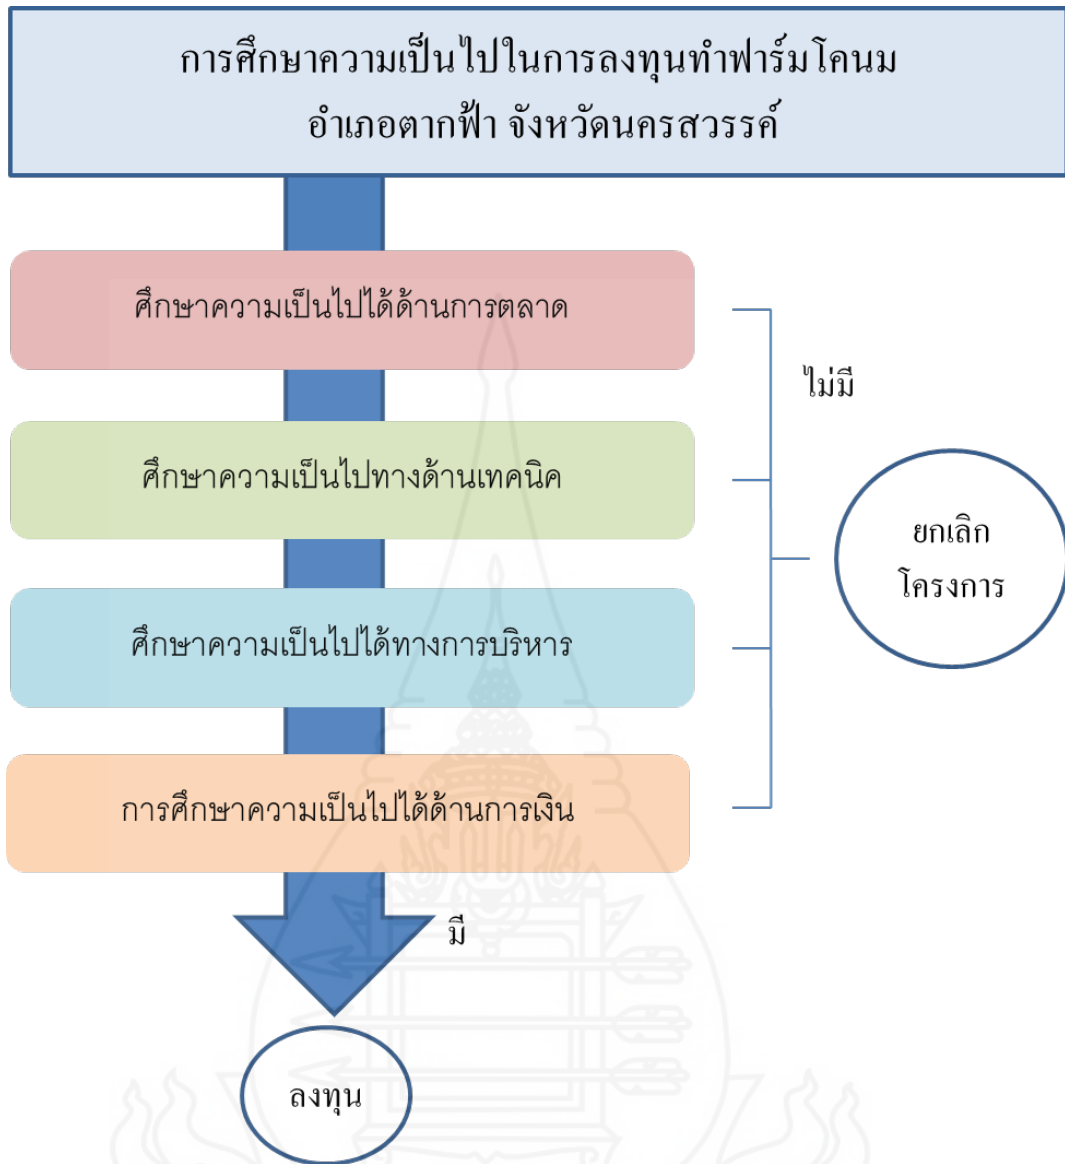 การศึกษาความเป็นไปในการลงทุนทำฟาร์มโคนม
อำเภอตากฟ้า จังหวัดนครสวรรค์
ศึกษาความเป็นไปได้ด้านการตลาด
ไม่มี
ศึกษาความเป็นไปทางด้านเทคนิค
ยกเลิก
โครงการ
ศึกษาความเป็นไปได้ทางการบริหาร
การศึกษาความเป็นไปได้ด้านการเงิน
มี
ลงทุน